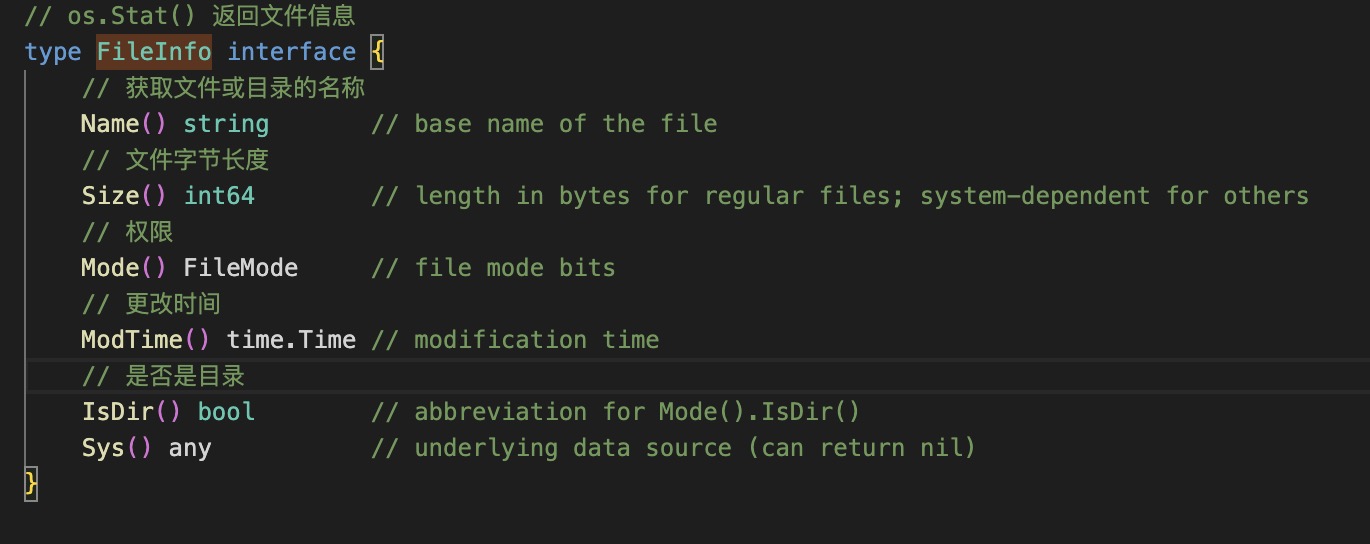 // os.Stat() 返回文件信息
type FileInfo interface {
    // 获取文件或目录的名称
    Name() string       // base name of the file
    // 文件字节长度
    Size() int64        // length in bytes for regular files; system-dependent for others
    // 权限
    Mode() FileMode     // file mode bits
    // 更改时间
    ModTime() time.Time // modification time
    // 是否是目录
    IsDir() bool        // abbreviation for Mode().IsDir()
    Sys() any           // underlying data source (can return nil)
}